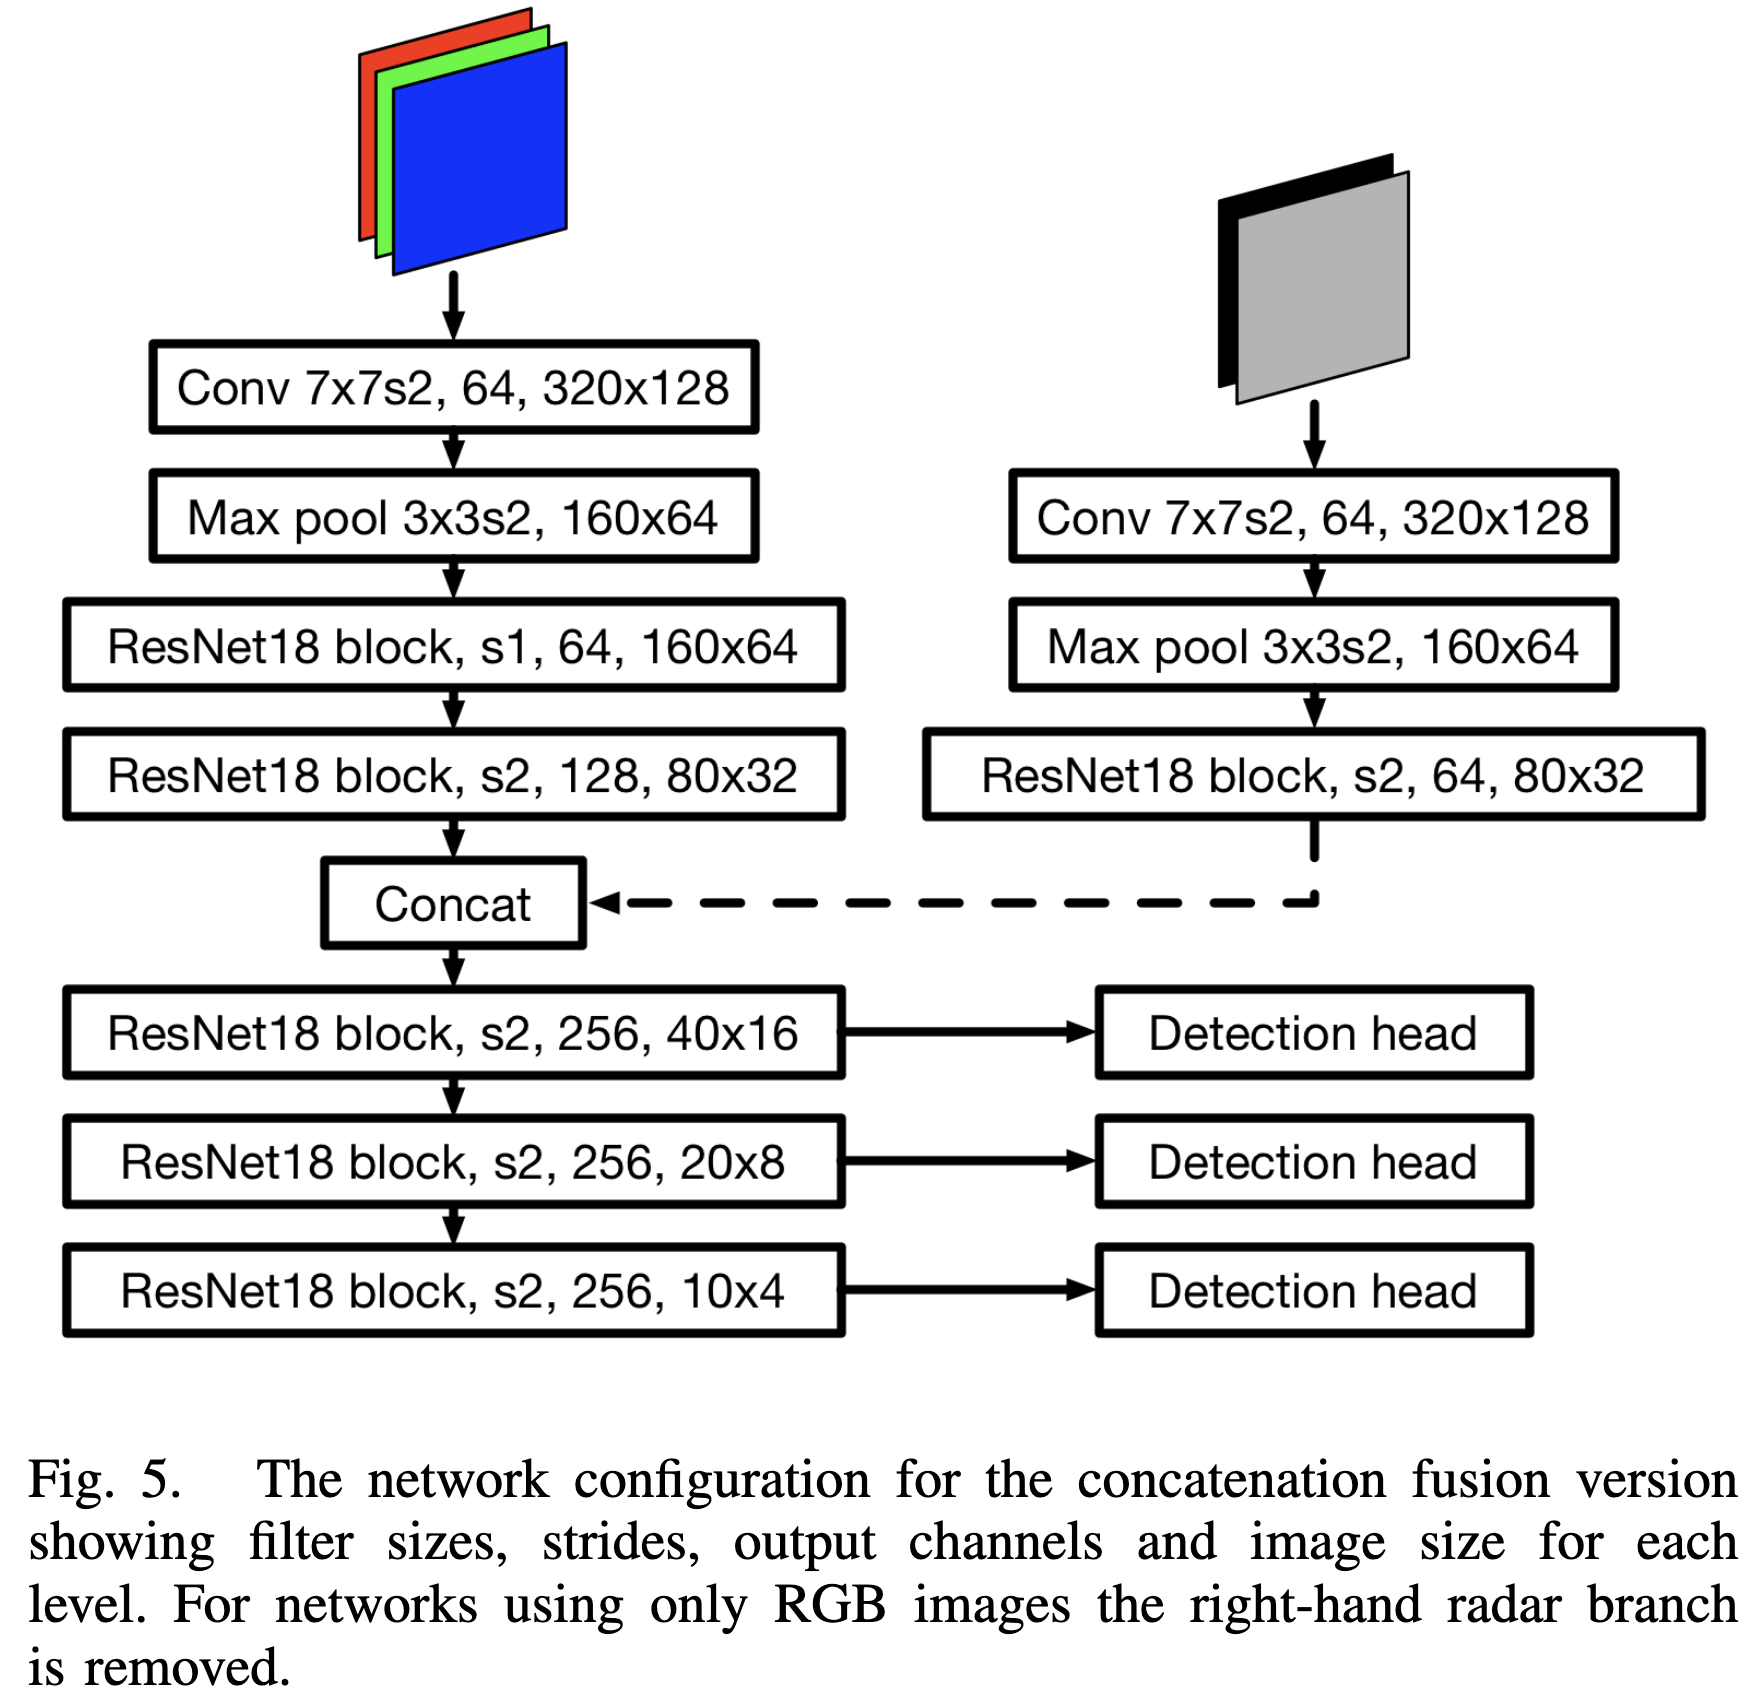 Conv 7x7s2, 64, 320x128
Max pool 3x3s2, 160x64
ResNet18 block, s1, 64, 160x64
ResNet18 block, s2, 128, 80x32
Conv 7x7s2, 64, 320x128
Max pool 3x3s2, 160x64
ResNet18 block, s2, 64, 80x32
Concat
ResNet18 block, s2, 256, 40x16
Detection head
ResNet18 block, s2, 256, 20x8
Detection head
ResNet18 block, s2, 256, 10x4
Detection head
Fig. 5. The network configuration for the concatenation fusion version
showing filter sizes, strides, output channels and image size for each
level. For networks using only RGB images the right-hand radar branch
is removed.